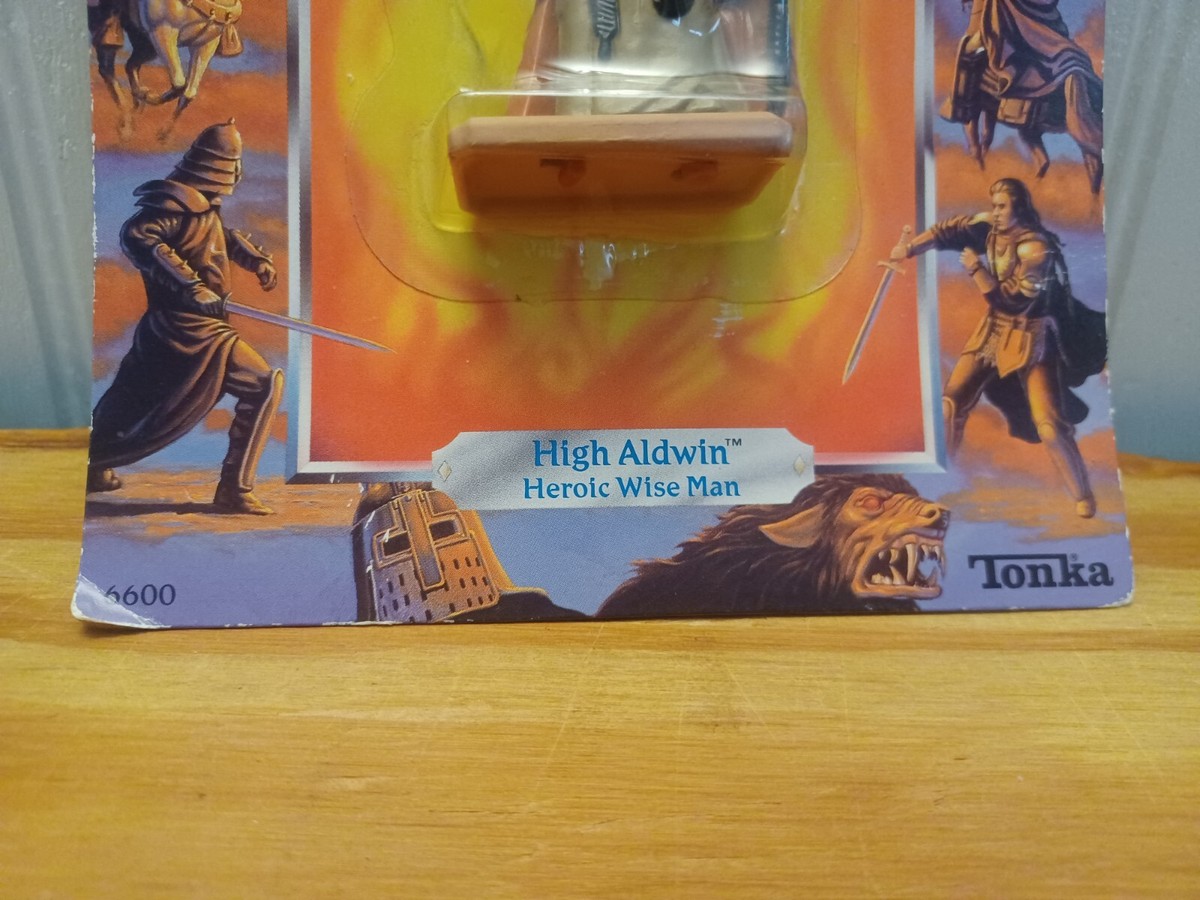 High Aldwin™
Heroic Wise Man
6600
Tonka®